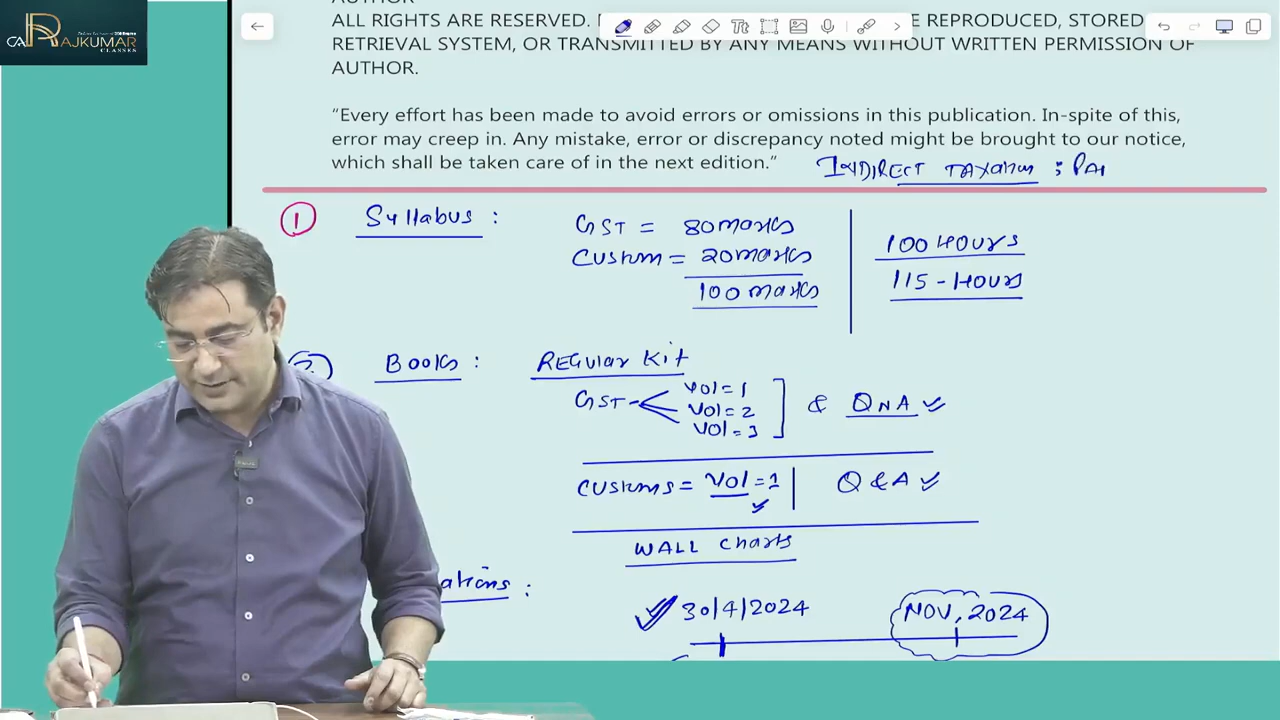 AUTHOR
ALL RIGHTS ARE RESERVED. E REPRODUCED, STORED
RETRIEVAL SYSTEM, OR TRANSMITTED BY ANY MEANS WITHOUT WRITTEN PERMISSION OF
AUTHOR.
“Every effort has been made to avoid errors or omissions in this publication. In-spite of this,
error may creep in. Any mistake, error or discrepancy noted might be brought to our notice,
which shall be taken care of in the next edition.”
INDIRECT TAXATION :
CA RAJKUMAR
CLASSES
1 Syllabus :
GST = 80 marks
Custom = 20 marks
100 marks
100 Hours
115 - Hours
Books : REGULAR Kit
GST
Vol = 1
Vol = 2
Vol = 3
& QNA
Customs = Vol = 1 Q & A
WALL Charts
ations :
30/4/2024 NOV, 2024